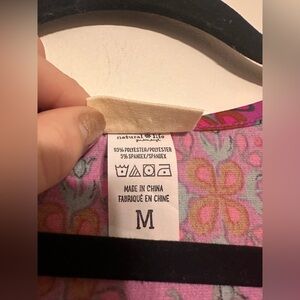 natural life
95% POLYESTER/POLYESTER
5% SPANDEX/SPANDEX
MADE IN CHINA
FABRIQUÉ EN CHINE
M